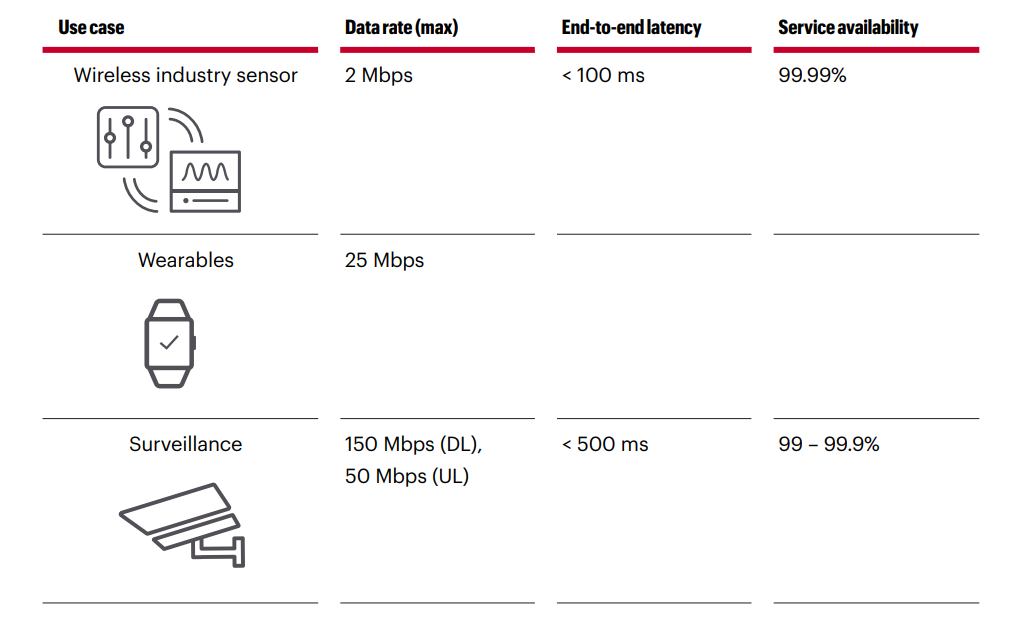 Use case Data rate (max) End-to-end latency Service availability
Wireless industry sensor 2 Mbps < 100 ms 99.99%
Wearables 25 Mbps
Surveillance 150 Mbps (DL), < 500 ms 99 – 99.9%
50 Mbps (UL)